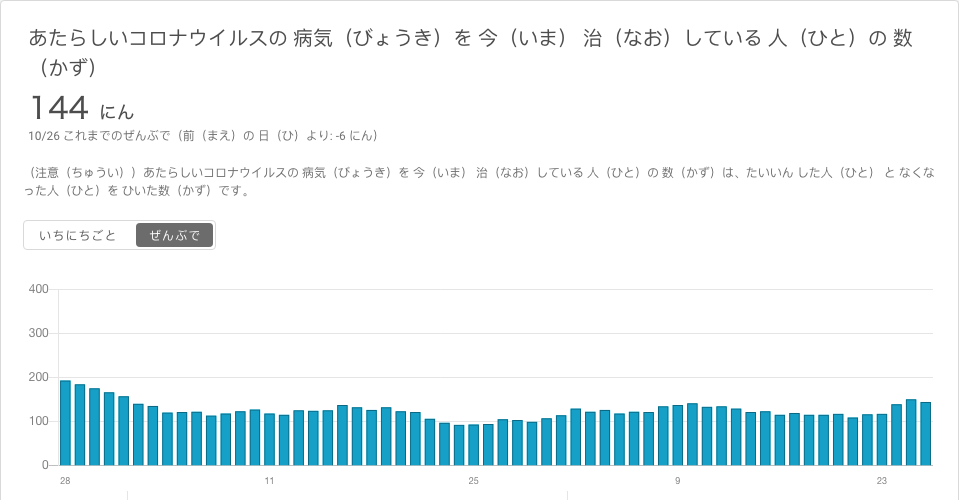 あたらしいコロナウイルスの 病気（びょうき）を 今（いま） 治（なお）している 人（ひと）の 数
（かず）
144 にん
10/26 これまでのぜんぶで（前（まえ）の 日（ひ）より: -6 にん）
（注意（ちゅうい））あたらしいコロナウイルスの 病気（びょうき）を 今（いま） 治（なお）している 人（ひと）の 数（かず）は、たいいん した人（ひと） と なくな
った人（ひと）を ひいた数（かず）です。
いちにちごと ぜんぶで
400
300
200
100
0
28 11 25 9 23